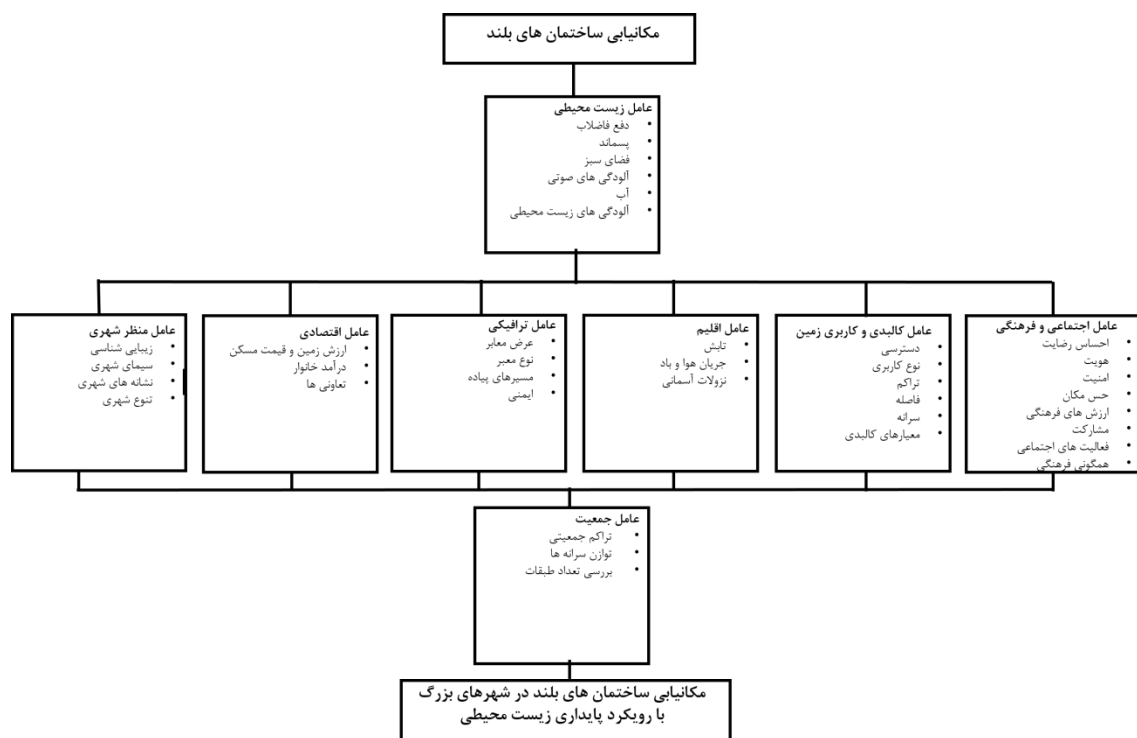 مکانیابی ساختمان های بلند
عامل زیست محیطی
• دفع فاضلاب
• پسماند
• فضای سبز
• آلودگی های صوتی
• آب
• آلودگی های زیست محیطی
عامل اجتماعی و فرهنگی
• احساس رضایت
• هویت
• امنیت
• حس مکان
• ارزش های فرهنگی
• مشارکت
• فعالیت های اجتماعی
• همگونی فرهنگی
عامل کالبدی و کاربری زمین
• دسترسی
• نوع کاربری
• تراکم
• فاصله
• سرانه
• معیارهای کالبدی
عامل اقلیم
• تابش
• جریان هوا و باد
• نزولات آسمانی
عامل ترافیکی
• عرض معابر
• نوع معبر
• مسیرهای پیاده
• ایمنی
عامل اقتصادی
• ارزش زمین و قیمت مسکن
• درآمد خانوار
• تعاونی ها
عامل منظر شهری
• زیبایی شناسی
• سیمای شهری
• نشانه های شهری
• تنوع شهری
عامل جمعیت
• تراکم جمعیتی
• توازن سرانه ها
• بررسی تعداد طبقات
مکانیابی ساختمان های بلند در شهرهای بزرگ
با رویکرد پایداری زیست محیطی